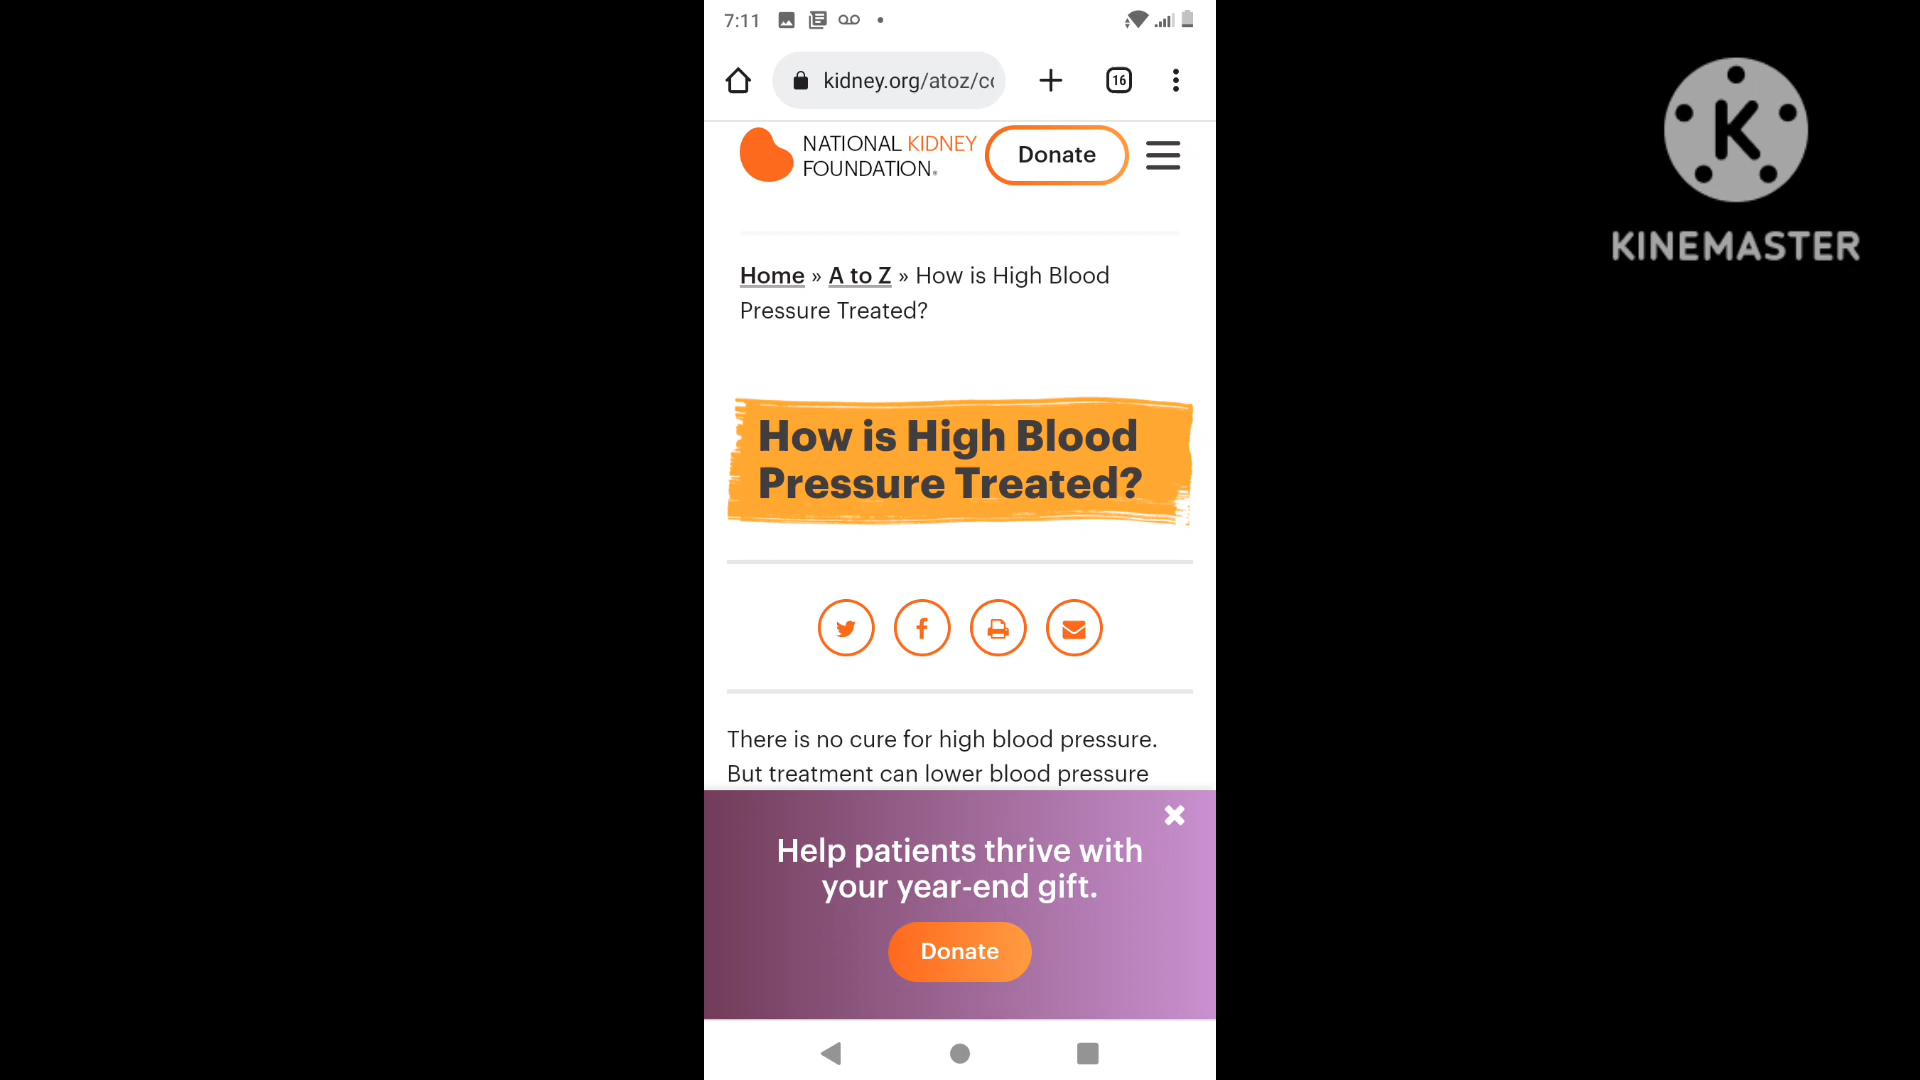 7:11
kidney.org/atoz/c
16
NATIONAL KIDNEY
FOUNDATION
Donate
Home » A to Z » How is High Blood
Pressure Treated?
How is High Blood
Pressure Treated?
There is no cure for high blood pressure.
But treatment can lower blood pressure
Help patients thrive with
your year-end gift.
Donate
K
KINEMASTER